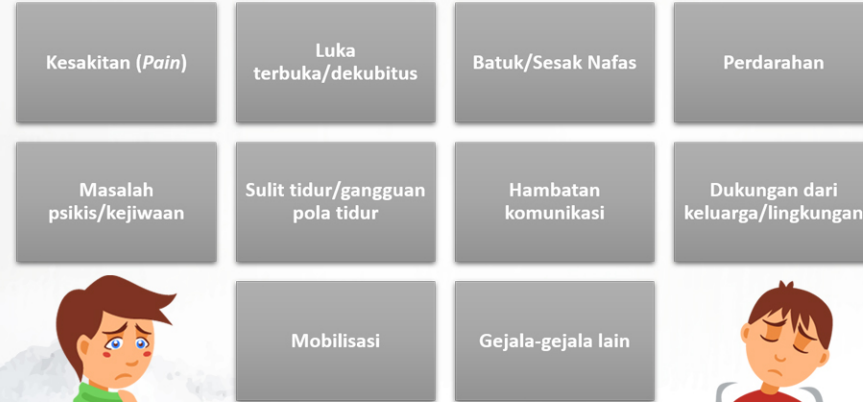 Kesakitan (Pain)
Luka
terbuka/dekubitus
Batuk/Sesak Nafas
Perdarahan
Masalah
psikis/kejiwaan
Sulit tidur/gangguan
pola tidur
Hambatan
komunikasi
Dukungan dari
keluarga/lingkungan
Mobilisasi
Gejala-gejala lain